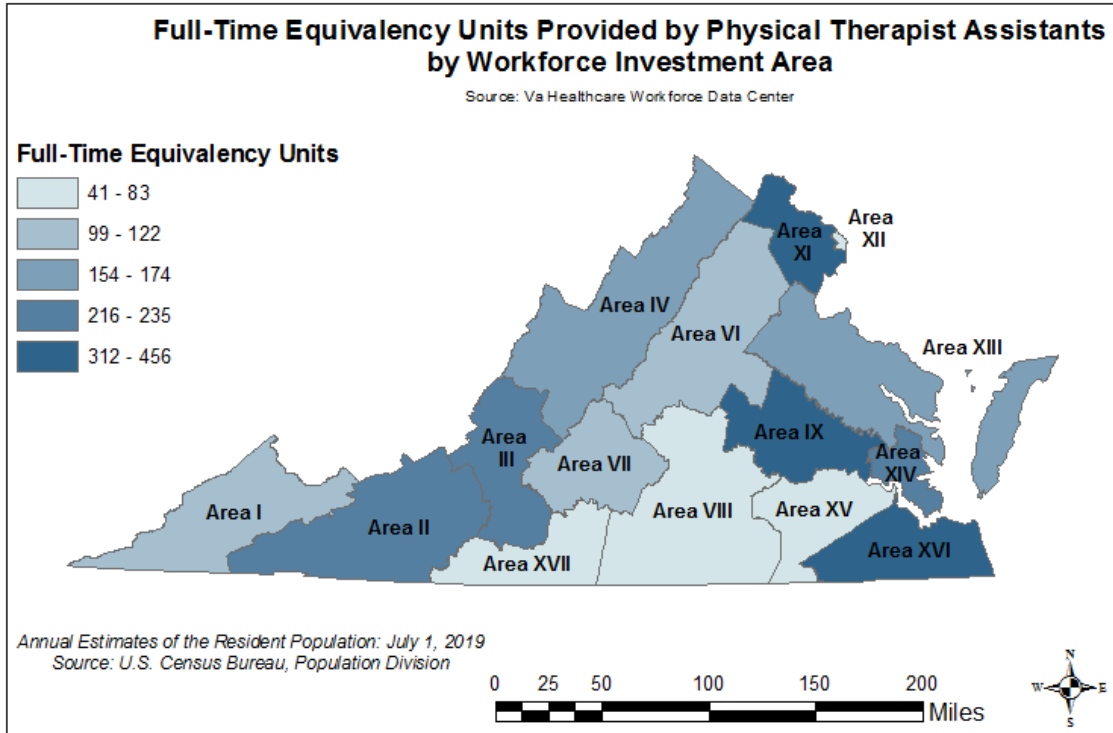 Full-Time Equivalency Units Provided by Physical Therapist Assistants
by Workforce Investment Area
Source: Va Healthcare Workforce Data Center
Full-Time Equivalency Units
41 - 83
99 - 122
154 - 174
216 - 235
312 - 456
Area
XI
Area
XII
Area IV
Area VI
Area XIII
Area
III
Area IX
Area VII
Area
XIV
Area I
Area II
Area VIII
Area XV
Area XVII
Area XVI
Annual Estimates of the Resident Population: July 1, 2019
Source: U.S. Census Bureau, Population Division
0 25 50 100 150 200
Miles
N
W E
S